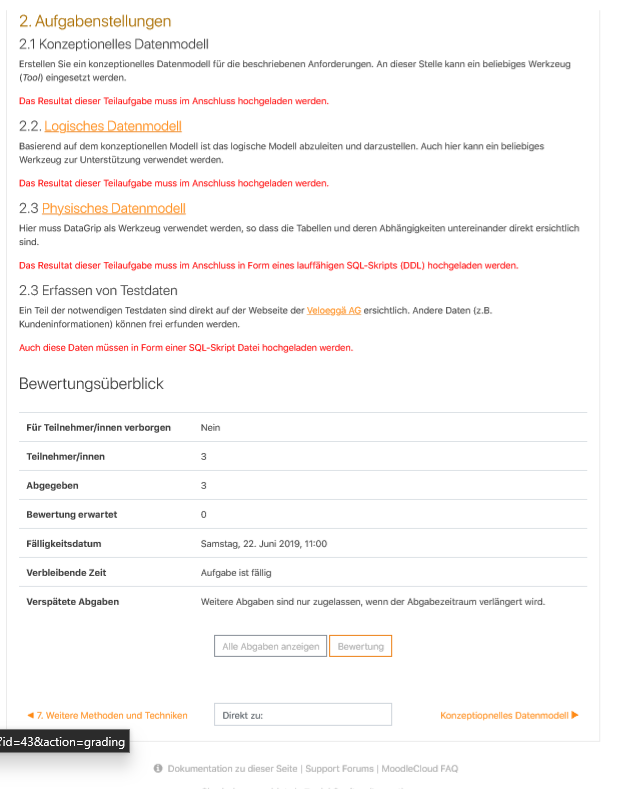 2. Aufgabenstellungen
2.1 Konzeptionelles Datenmodell
Erstellen Sie ein konzeptionelles Datenmodell für die beschriebenen Anforderungen. An dieser Stelle kann ein beliebiges Werkzeug
(Tool) eingesetzt werden.
Das Resultat dieser Teilaufgabe muss im Anschluss hochgeladen werden.
2.2. Logisches Datenmodell
Basierend auf dem konzeptionellen Modell ist das logische Modell abzuleiten und darzustellen. Auch hier kann ein beliebiges
Werkzeug zur Unterstützung verwendet werden.
Das Resultat dieser Teilaufgabe muss im Anschluss hochgeladen werden.
2.3 Physisches Datenmodell
Hier muss DataGrip als Werkzeug verwendet werden, so dass die Tabellen und deren Abhängigkeiten untereinander direkt ersichtlich
sind.
Das Resultat dieser Teilaufgabe muss im Anschluss in Form eines lauffähigen SQL-Skripts (DDL) hochgeladen werden.
2.3 Erfassen von Testdaten
Ein Teil der notwendigen Testdaten sind direkt auf der Webseite der Veloeggä AG ersichtlich. Andere Daten (z.B.
Kundeninformationen) können frei erfunden werden.
Auch diese Daten müssen in Form einer SQL-Skript Datei hochgeladen werden.
Bewertungsüberblick
Für Teilnehmer/innen verborgen Nein
Teilnehmer/innen 3
Abgegeben 3
Bewertung erwartet 0
Fälligkeitsdatum Samstag, 22. Juni 2019, 11:00
Verbleibende Zeit Aufgabe ist fällig
Verspätete Abgaben Weitere Abgaben sind nur zugelassen, wenn der Abgabezeitraum verlängert wird.
Alle Abgaben anzeigen Bewertung
◀ 7. Weitere Methoden und Techniken Direkt zu: Konzeptiopnelles Datenmodell ▶
?id=43&action=grading
Dokumentation zu dieser Seite | Support Forums | MoodleCloud FAQ